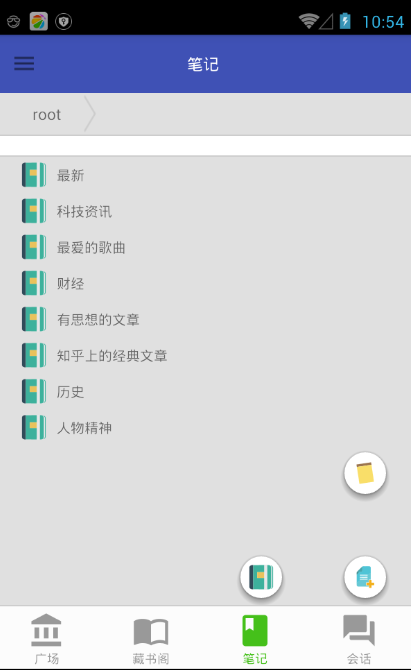 10:54
笔记
root
最新
科技资讯
最爱的歌曲
财经
有思想的文章
知乎上的经典文章
历史
人物精神
广场
藏书阁
笔记
会话